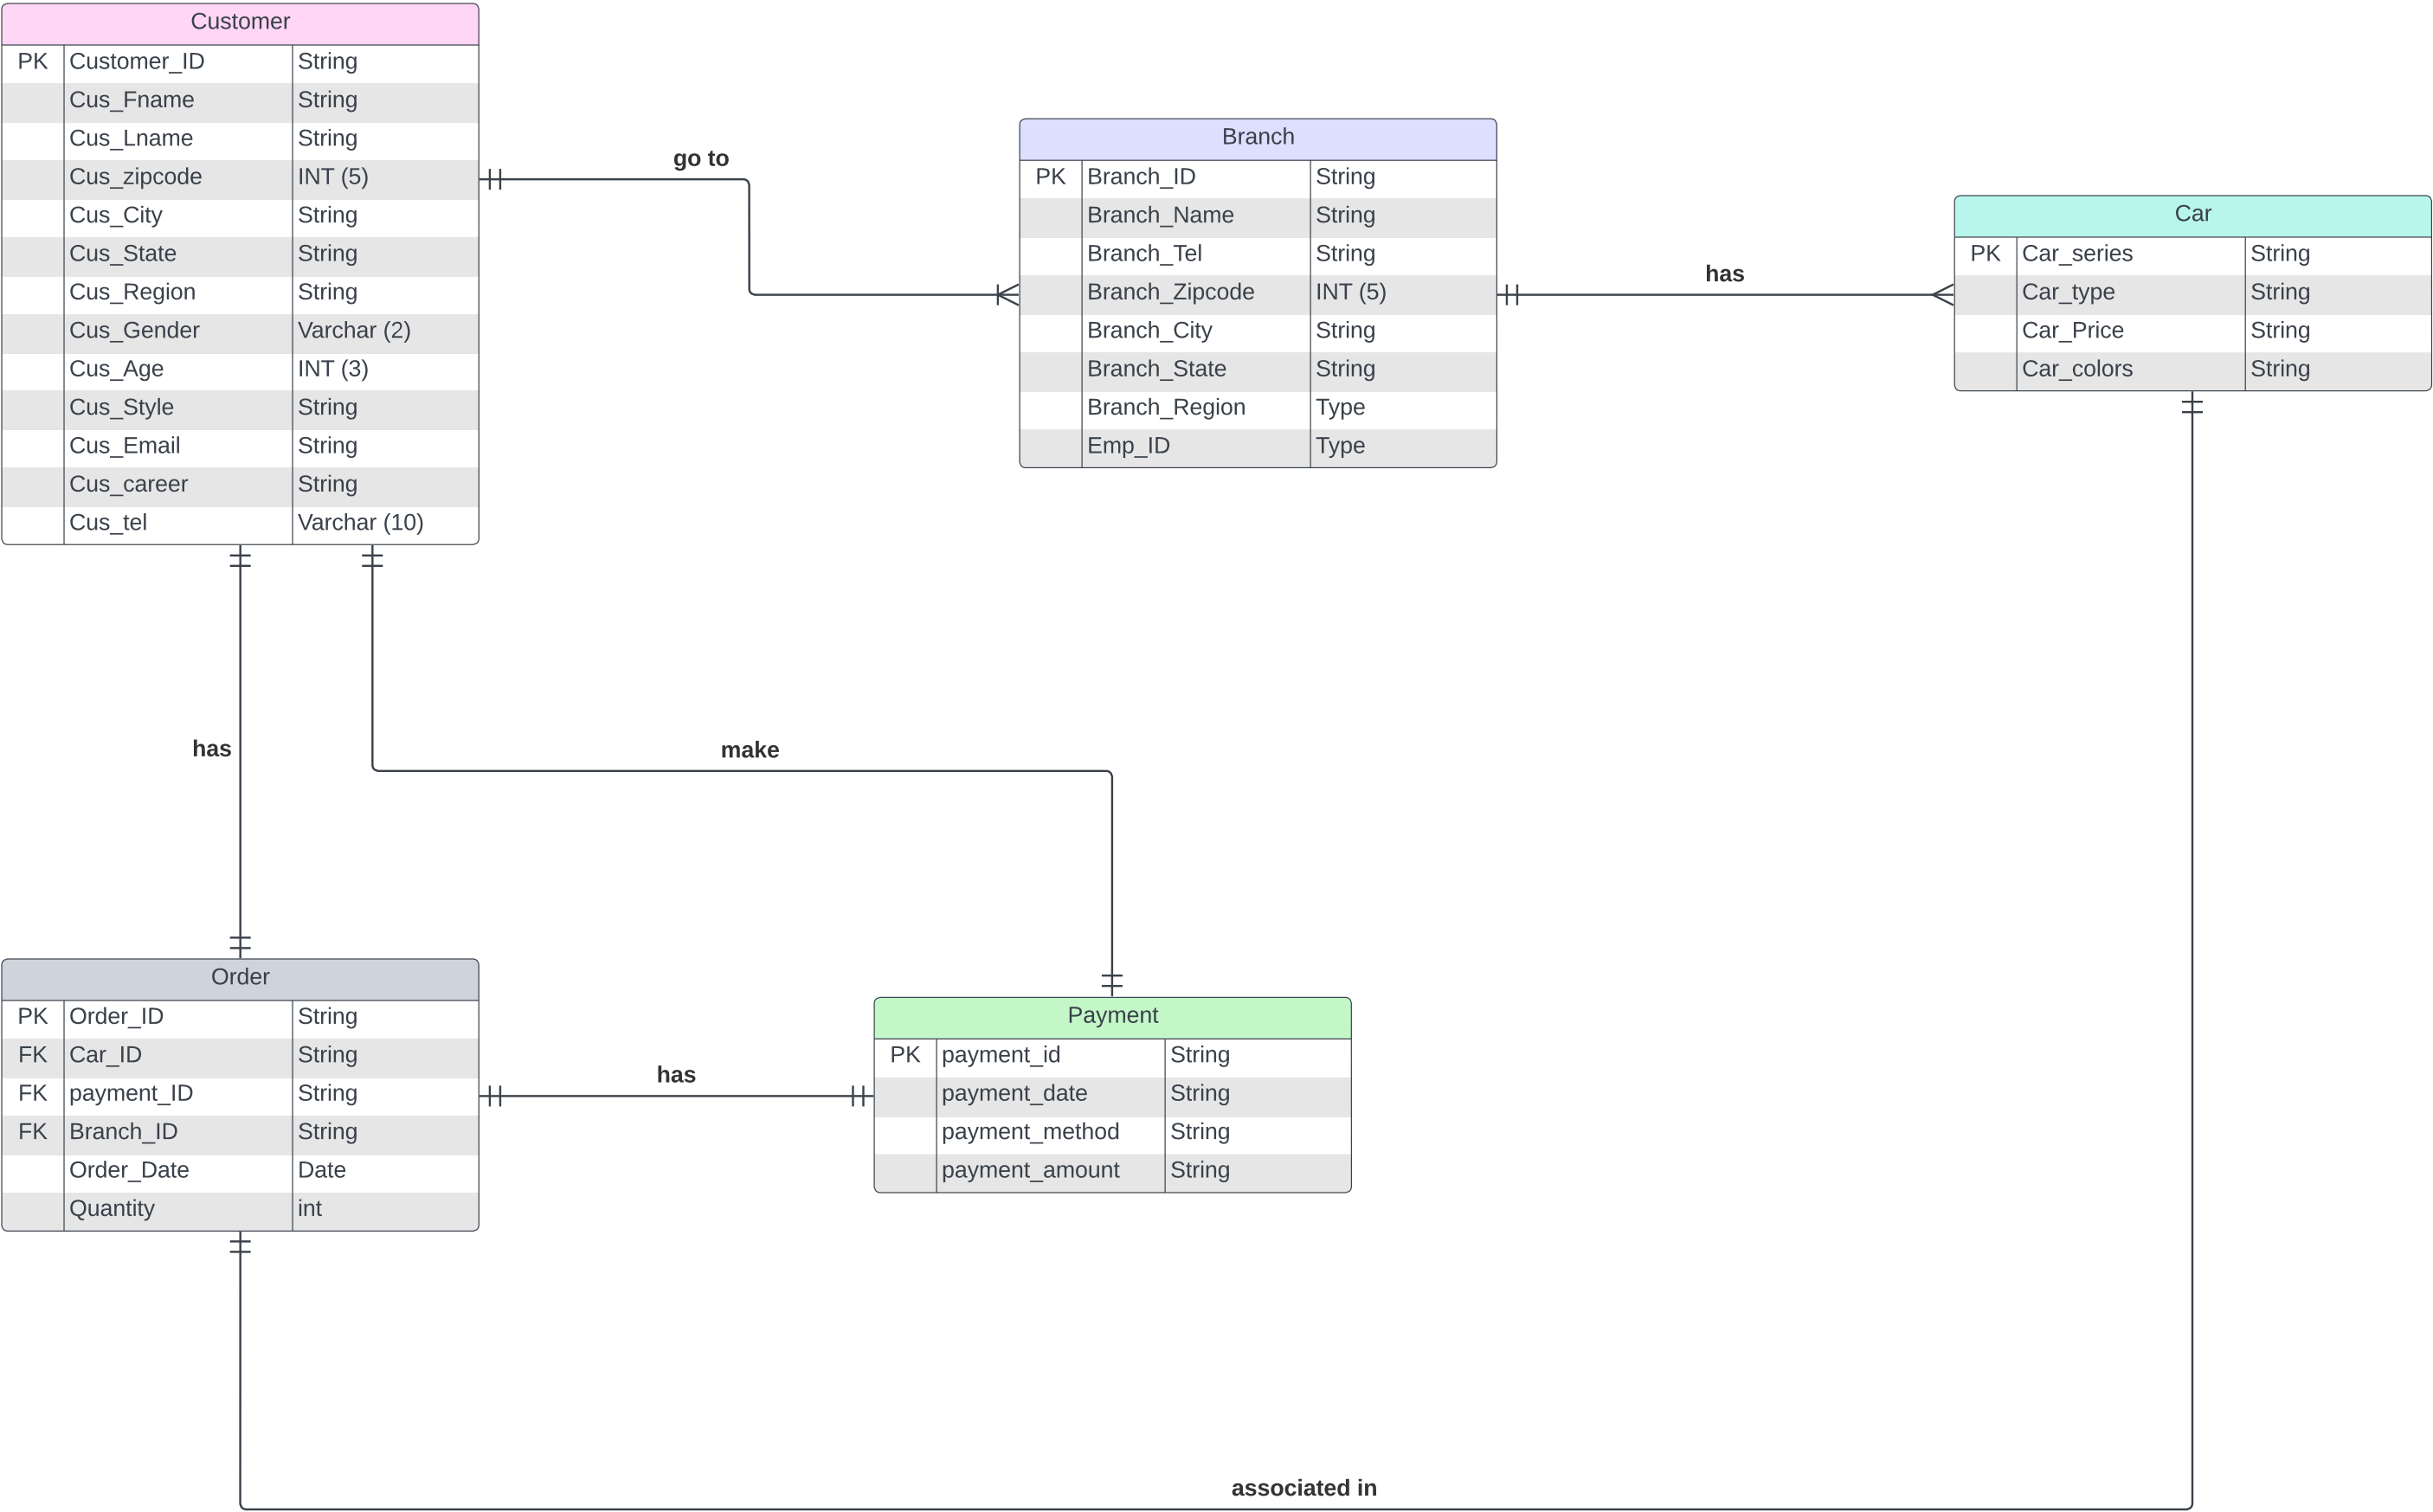 Customer
PK Customer_ID String
Cus_Fname String
Cus_Lname String
Cus_zipcode INT (5)
Cus_City String
Cus_State String
Cus_Region String
Cus_Gender Varchar (2)
Cus_Age INT (3)
Cus_Style String
Cus_Email String
Cus_career String
Cus_tel Varchar (10)
go to
Branch
PK Branch_ID String
Branch_Name String
Branch_Tel String
Branch_Zipcode INT (5)
Branch_City String
Branch_State String
Branch_Region Type
Emp_ID Type
has
Car
PK Car_series String
Car_type String
Car_Price String
Car_colors String
has
make
Order
PK Order_ID String
FK Car_ID String
FK payment_ID String
FK Branch_ID String
Order_Date Date
Quantity int
has
Payment
PK payment_id String
payment_date String
payment_method String
payment_amount String
associated in